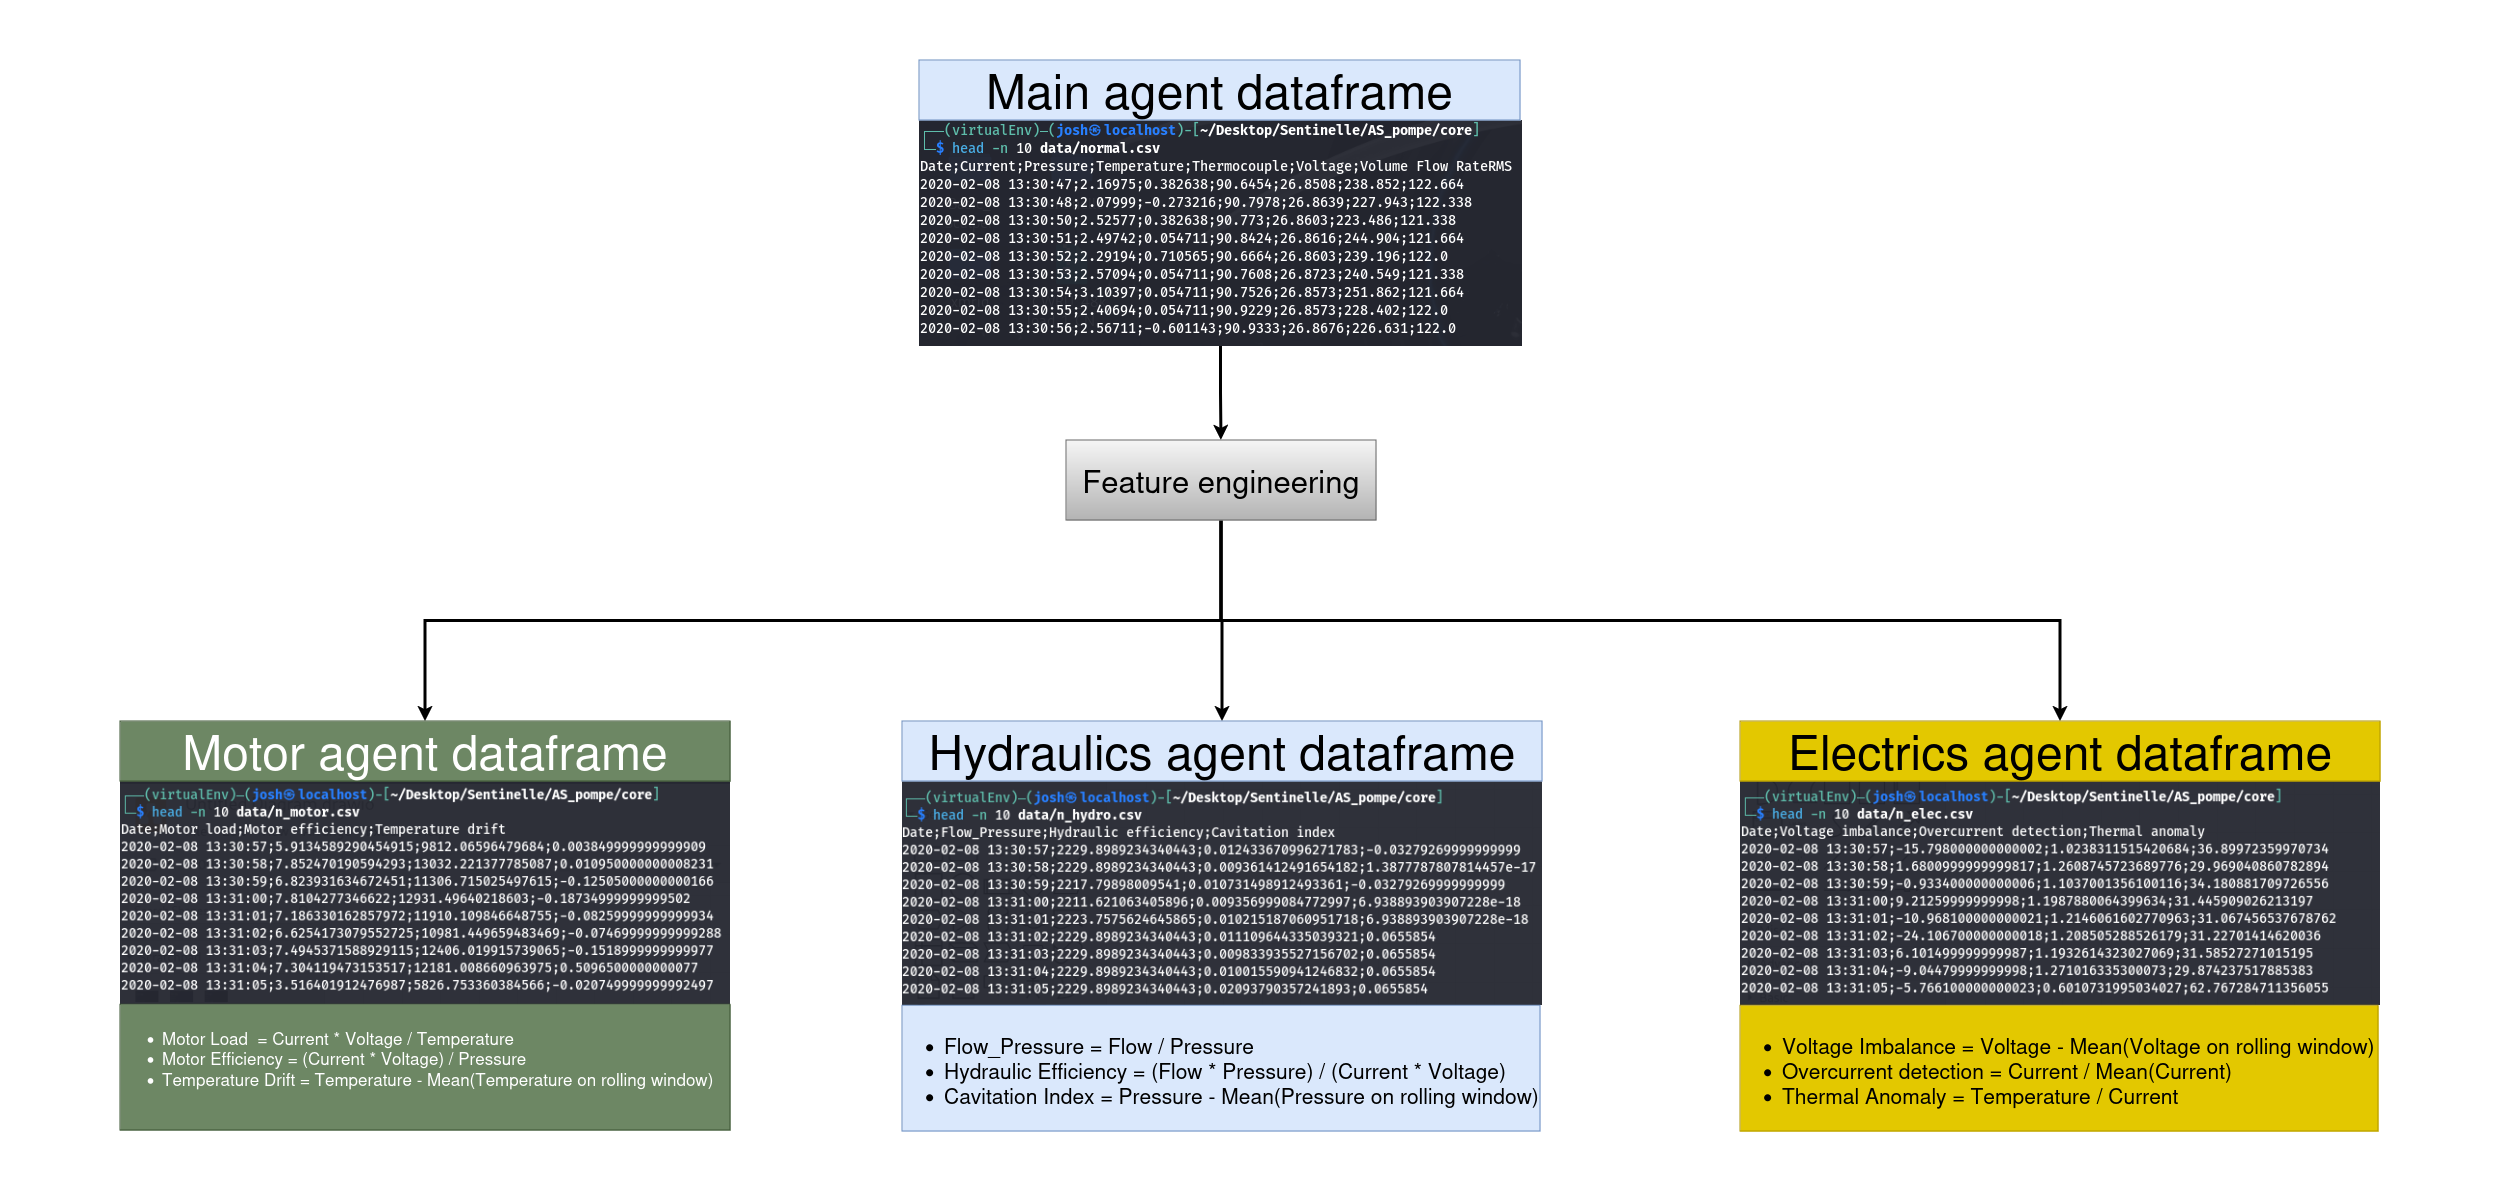 Main agent dataframe
┌──(virtualEnv)─(josh㉿localhost)-[~/Desktop/Sentinelle/AS_pompe/core]
└─$ head -n 10 data/normal.csv
Date;Current;Pressure;Temperature;Thermocouple;Voltage;Volume Flow RateRMS
2020-02-08 13:30:47;2.16975;0.382638;90.6454;26.8508;238.852;122.664
2020-02-08 13:30:48;2.07999;-0.273216;90.7978;26.8639;227.943;122.338
2020-02-08 13:30:50;2.52577;0.382638;90.773;26.8603;223.486;121.338
2020-02-08 13:30:51;2.49742;0.054711;90.8424;26.8616;244.904;121.664
2020-02-08 13:30:52;2.29194;0.710565;90.6664;26.8603;239.196;122.0
2020-02-08 13:30:53;2.57094;0.054711;90.7608;26.8723;240.549;121.338
2020-02-08 13:30:54;3.10397;0.054711;90.7526;26.8573;251.862;121.664
2020-02-08 13:30:55;2.40694;0.054711;90.9229;26.8573;228.402;122.0
2020-02-08 13:30:56;2.56711;-0.601143;90.9333;26.8676;226.631;122.0
Feature engineering
Motor agent dataframe
┌──(virtualEnv)─(josh㉿localhost)-[~/Desktop/Sentinelle/AS_pompe/core]
└─$ head -n 10 data/n_motor.csv
Date;Motor load;Motor efficiency;Temperature drift
2020-02-08 13:30:57;5.9134589290454915;9812.06596479684;0.003849999999999909
2020-02-08 13:30:58;7.852470190594293;13032.221377785087;0.010950000000008231
2020-02-08 13:30:59;6.823931634672451;11306.715025497615;-0.12505000000000166
2020-02-08 13:31:00;7.8104277346622;12931.49640218603;-0.18734999999999502
2020-02-08 13:31:01;7.186330162857972;11910.109846648755;-0.08259999999999934
2020-02-08 13:31:02;6.6254173079552725;10981.449659483469;-0.07469999999999288
2020-02-08 13:31:03;7.4945371588929115;12406.019915739065;-0.1518999999999977
2020-02-08 13:31:04;7.304119473153517;12181.008660963975;0.5096500000000077
2020-02-08 13:31:05;3.516401912476987;5826.753360384566;-0.020749999999992497
• Motor Load = Current * Voltage / Temperature
• Motor Efficiency = (Current * Voltage) / Pressure
• Temperature Drift = Temperature - Mean(Temperature on rolling window)
Hydraulics agent dataframe
┌──(virtualEnv)─(josh㉿localhost)-[~/Desktop/Sentinelle/AS_pompe/core]
└─$ head -n 10 data/n_hydro.csv
Date;Flow_Pressure;Hydraulic efficiency;Cavitation index
2020-02-08 13:30:57;2229.8989234340443;0.012433670996271783;-0.03279269999999999
2020-02-08 13:30:58;2229.8989234340443;0.009361412491654182;1.3877787807814457e-17
2020-02-08 13:30:59;2217.79898009541;0.010731498912493361;-0.03279269999999999
2020-02-08 13:31:00;2211.621063405896;0.009356999084772997;6.938893903907228e-18
2020-02-08 13:31:01;2223.7575624645865;0.010215187060951718;6.938893903907228e-18
2020-02-08 13:31:02;2229.8989234340443;0.011109644335039321;0.0655854
2020-02-08 13:31:03;2229.8989234340443;0.009833935527156702;0.0655854
2020-02-08 13:31:04;2229.8989234340443;0.010015590941246832;0.0655854
2020-02-08 13:31:05;2229.8989234340443;0.02093790357241893;0.0655854
• Flow_Pressure = Flow / Pressure
• Hydraulic Efficiency = (Flow * Pressure) / (Current * Voltage)
• Cavitation Index = Pressure - Mean(Pressure on rolling window)
Electrics agent dataframe
┌──(virtualEnv)─(josh㉿localhost)-[~/Desktop/Sentinelle/AS_pompe/core]
└─$ head -n 10 data/n_elec.csv
Date;Voltage imbalance;Overcurrent detection;Thermal anomaly
2020-02-08 13:30:57;-15.798000000000002;1.0238311515420684;36.89972359970734
2020-02-08 13:30:58;1.6800999999999817;1.2608745723689776;29.969040860782894
2020-02-08 13:30:59;-0.933400000000006;1.1037001356100116;34.180881709726556
2020-02-08 13:31:00;9.21259999999998;1.1987880064399634;31.445909026213197
2020-02-08 13:31:01;-10.968100000000021;1.2146061602770963;31.067456537678762
2020-02-08 13:31:02;-24.106700000000018;1.208505288526179;31.22701414620036
2020-02-08 13:31:03;6.101499999999987;1.1932614323027069;31.58527271015195
2020-02-08 13:31:04;-9.04479999999998;1.271016335300073;29.874237517885383
2020-02-08 13:31:05;-5.766100000000023;0.6010731995034027;62.767284711356055
• Voltage Imbalance = Voltage - Mean(Voltage on rolling window)
• Overcurrent detection = Current / Mean(Current)
• Thermal Anomaly = Temperature / Current